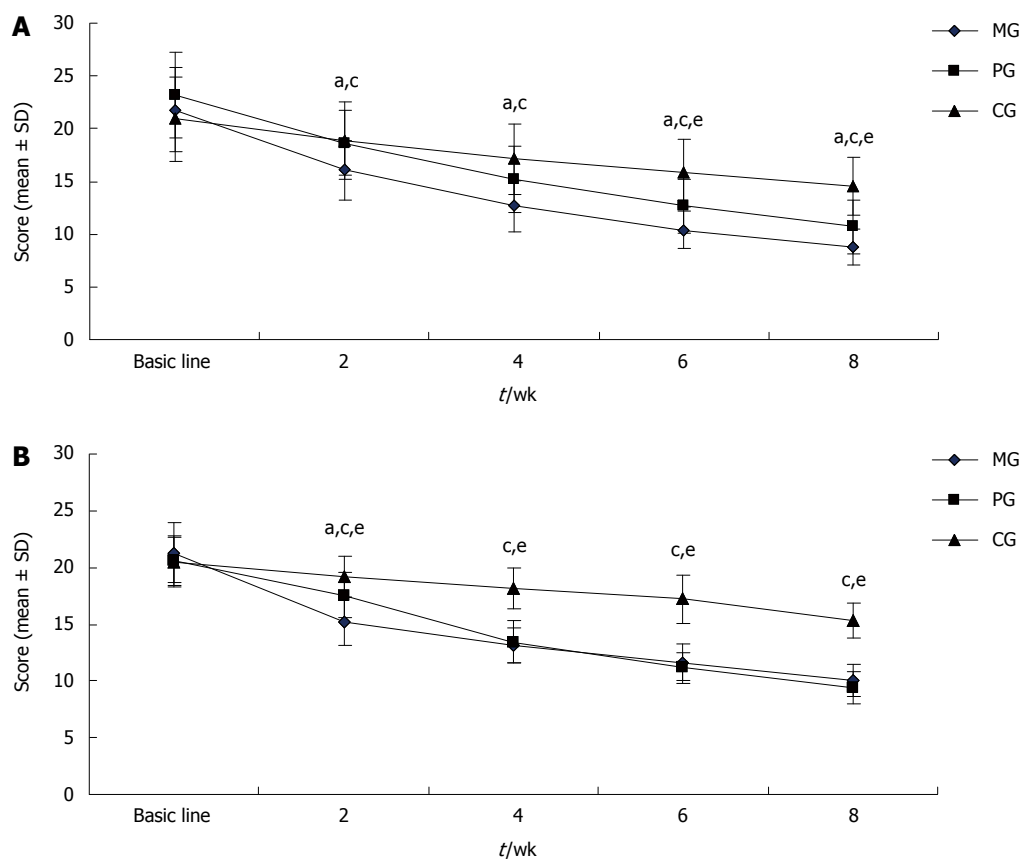 A
30
25
20
15
10
5
0
Score (mean ± SD)
a,c
a,c
a,c,e
a,c,e
MG
PG
CG
Basic line 2 4 6 8
t/wk
B
30
25
20
15
10
5
0
Score (mean ± SD)
a,c,e
c,e
c,e
c,e
MG
PG
CG
Basic line 2 4 6 8
t/wk